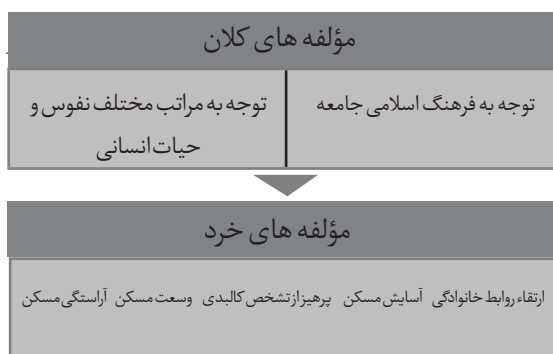 مؤلفه های کلان
توجه به فرهنگ اسلامی جامعه
توجه به مراتب مختلف نفوس و
حیات انسانی
مؤلفه های خرد
ارتقاء روابط خانوادگی آسایش مسکن پرهیز از تشخص کالبدی وسعت مسکن آراستگی مسکن